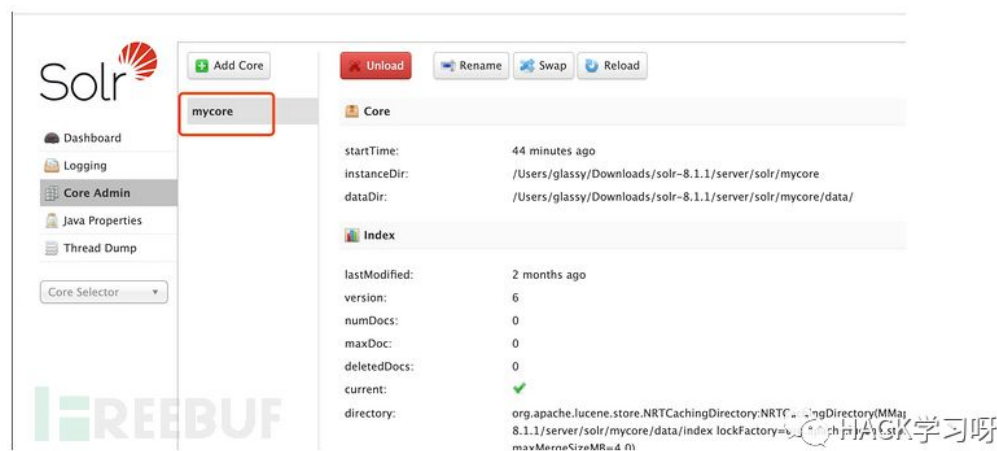 Solr
Add Core
Unload
Rename
Swap
Reload
mycore
Core
Dashboard
Logging
Core Admin
Java Properties
Thread Dump
Core Selector
startTime: 44 minutes ago
instanceDir: /Users/glassy/Downloads/solr-8.1.1/server/solr/mycore
dataDir: /Users/glassy/Downloads/solr-8.1.1/server/solr/mycore/data/
Index
lastModified: 2 months ago
version: 6
numDocs: 0
maxDoc: 0
deletedDocs: 0
current:
directory: org.apache.lucene.store.NRTCachingDirectory:NRTC
8.1.1/server/solr/mycore/data/index lockFactory=
maxMergeSizeMB=4.0)
FREEBUF
HACK学习呀